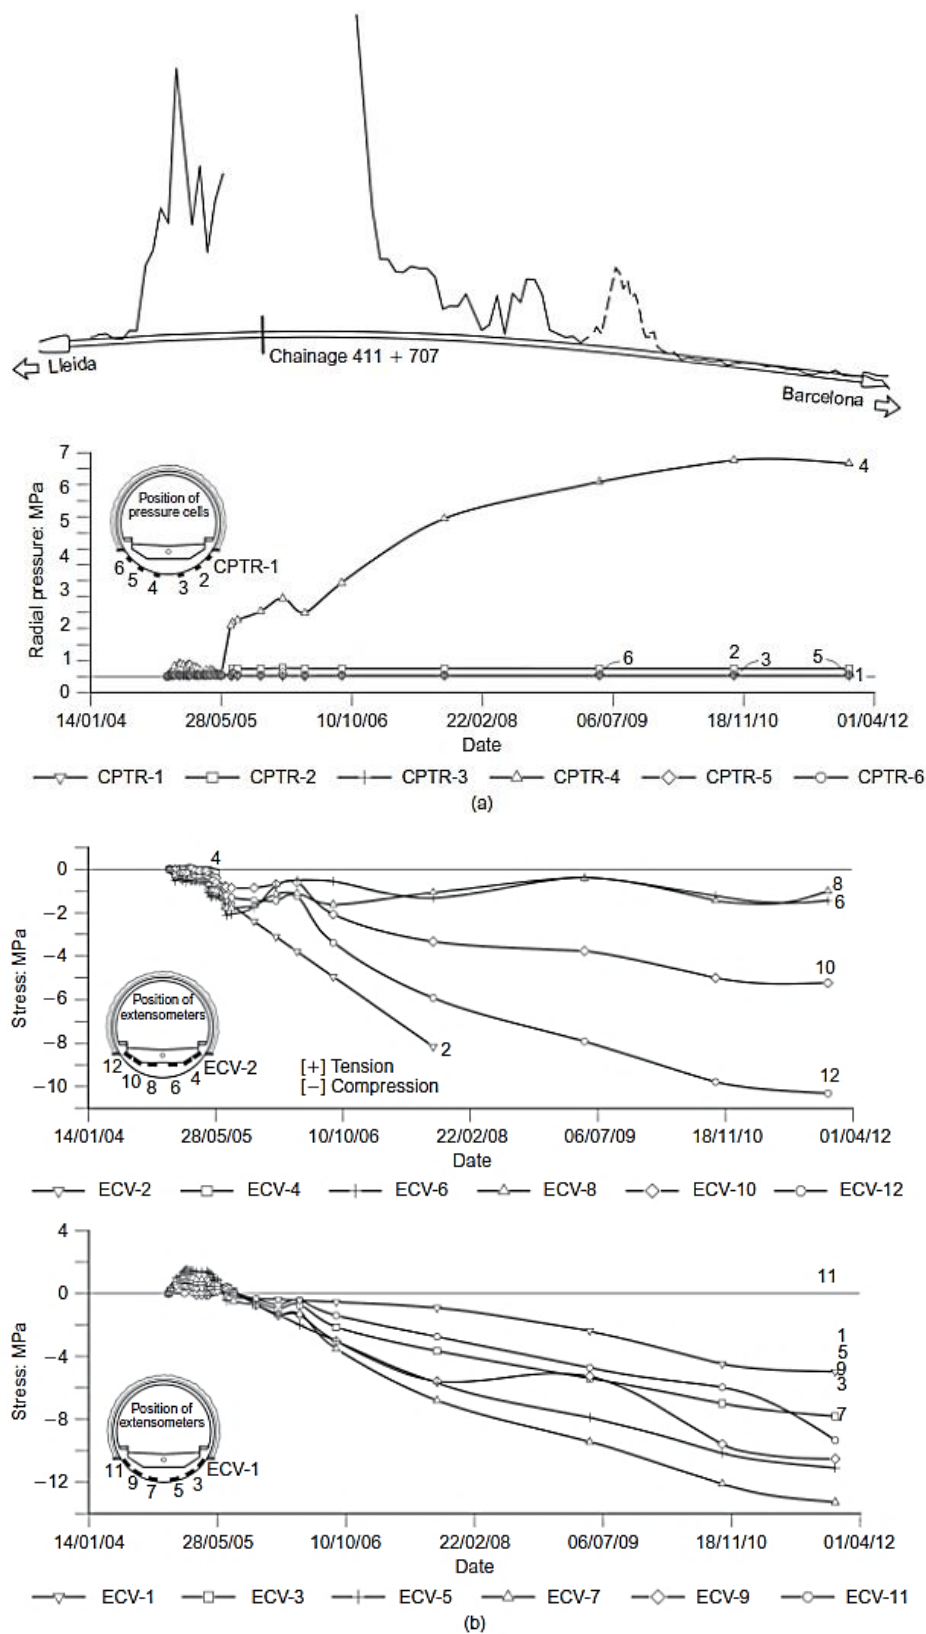 Chainage 411 + 707
Lleida
Barcelona
Radial pressure: MPa
7
6
5
4
3
2
1
0
Position of
pressure cells
CPTR-1
6
5
4
3
2
4
6
2
3
5
1
14/01/04
28/05/05
10/10/06
22/02/08
06/07/09
18/11/10
01/04/12
Date
CPTR-1
CPTR-2
CPTR-3
CPTR-4
CPTR-5
CPTR-6
(a)
Stress: MPa
0
−2
−4
−6
−8
−10
4
8
6
10
12
2
Position of
extensometers
ECV-2
12
10
8
6
4
[+] Tension
[−] Compression
14/01/04
28/05/05
10/10/06
22/02/08
06/07/09
18/11/10
01/04/12
Date
ECV-2
ECV-4
ECV-6
ECV-8
ECV-10
ECV-12
Stress: MPa
4
0
−4
−8
−12
11
1
5
9
3
7
Position of
extensometers
ECV-1
11
9
7
5
3
14/01/04
28/05/05
10/10/06
22/02/08
06/07/09
18/11/10
01/04/12
Date
ECV-1
ECV-3
ECV-5
ECV-7
ECV-9
ECV-11
(b)